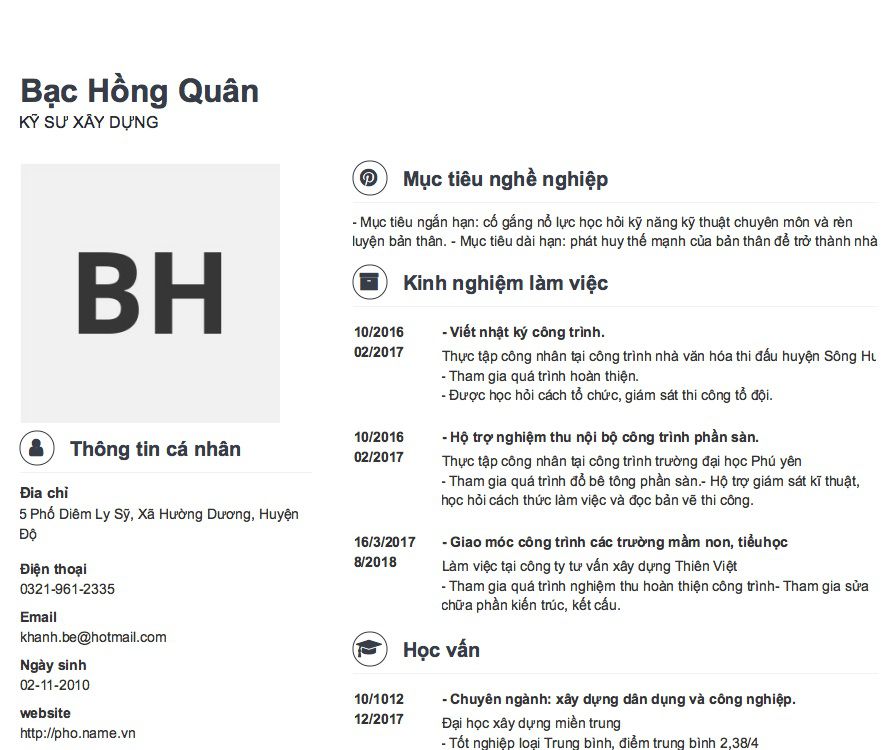 Bạc Hồng Quân
KỸ SƯ XÂY DỰNG
BH
Thông tin cá nhân
Đia chỉ
5 Phố Diêm Ly Sỹ, Xã Hường Dương, Huyện
Độ
Điện thoại
0321-961-2335
Email
khanh.be@hotmail.com
Ngày sinh
02-11-2010
website
http://pho.name.vn
Mục tiêu nghề nghiệp
- Mục tiêu ngắn hạn: cố gắng nổ lực học hỏi kỹ năng kỹ thuật chuyên môn và rèn
luyện bản thân. - Mục tiêu dài hạn: phát huy thế mạnh của bản thân để trở thành nhà
Kinh nghiệm làm việc
10/2016
02/2017
- Viết nhật ký công trình.
Thực tập công nhân tại công trình nhà văn hóa thi đấu huyện Sông
- Tham gia quá trình hoàn thiện.
- Được học hỏi cách tổ chức, giám sát thi công tổ đội.
10/2016
02/2017
- Hộ trợ nghiệm thu nội bộ công trình phần sàn.
Thực tập công nhân tại công trình trường đại học Phú yên
- Tham gia quá trình đổ bê tông phần sàn.- Hộ trợ giám sát kĩ thuật,
học hỏi cách thức làm việc và đọc bản vẽ thi công.
16/3/2017
8/2018
- Giao móc công trình các trường mầm non, tiểuhọc
Làm việc tại công ty tư vấn xây dựng Thiên Việt
- Tham gia quá trình nghiệm thu hoàn thiện công trình- Tham gia sửa
chữa phần kiến trúc, kết cấu.
Học vấn
10/1012
12/2017
- Chuyên ngành: xây dựng dân dụng và công nghiệp.
Đại học xây dựng miền trung
- Tốt nghiệp loại Trung bình, điểm trung bình 2,38/4